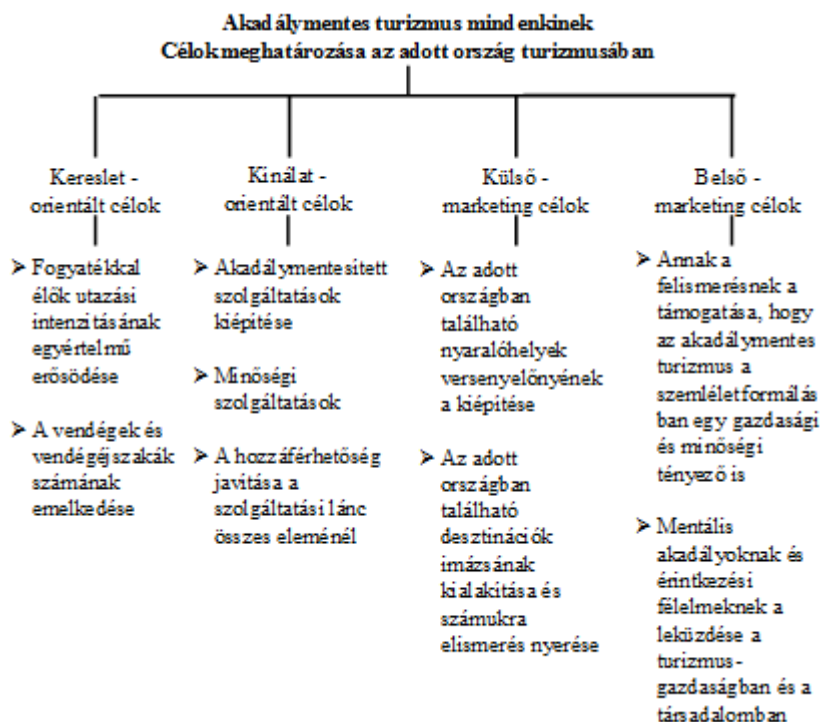 Akadálymentes turizmus mindenkinek
Célok meghatározása az adott ország turizmusában
Kereslet -
orientált célok
➤ Fogyatékkal
élők utazási
intenzitásának
egyértelmű
erősödése
➤ A vendégek és
vendégéjszakák
számának
emelkedése
Kinálat -
orientált célok
➤ Akadálymentesített
szolgáltatások
kiépítése
➤ Minőségi
szolgáltatások
➤ A hozzáférhetőség
javítása a
szolgáltatási lánc
összes eleménél
Külső -
marketing célok
➤ Az adott
országban
található
nyaralóhelyek
versenyelőnyének
a kiépítése
➤ Az adott
országban
található
desztinációk
imázsának
kialakítása és
számukra
elismerés nyerése
Belső -
marketing célok
➤ Annak a
felismerésnek a
támogatása, hogy
az akadálymentes
turizmus a
szemléletformálás
ban egy gazdasági
és minőségi
tényező is
➤ Mentális
akadályoknak és
érintkezési
félelmeknek a
leküzdése a
turizmus-
gazdaságban és a
társadalomban